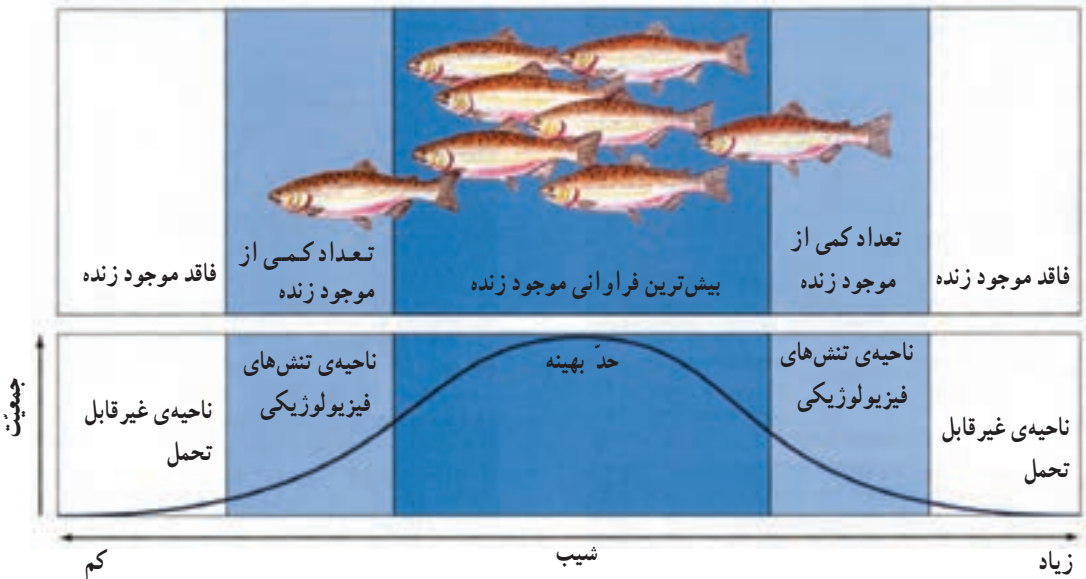 فاقد موجود زنده
تعداد کمی از
موجود زنده
بیش‌ترین فراوانی موجود زنده
تـعـداد کـمـی از
موجود زنده
فاقد موجود زنده
ناحیه‌ی غیرقابل
تحمل
ناحیه‌ی تنش‌های
فیزیولوژیکی
حدّ بهینه
ناحیه‌ی تنش‌های
فیزیولوژیکی
ناحیه‌ی غیرقابل
تحمل
جمعیّت
زیاد
شیب
کم